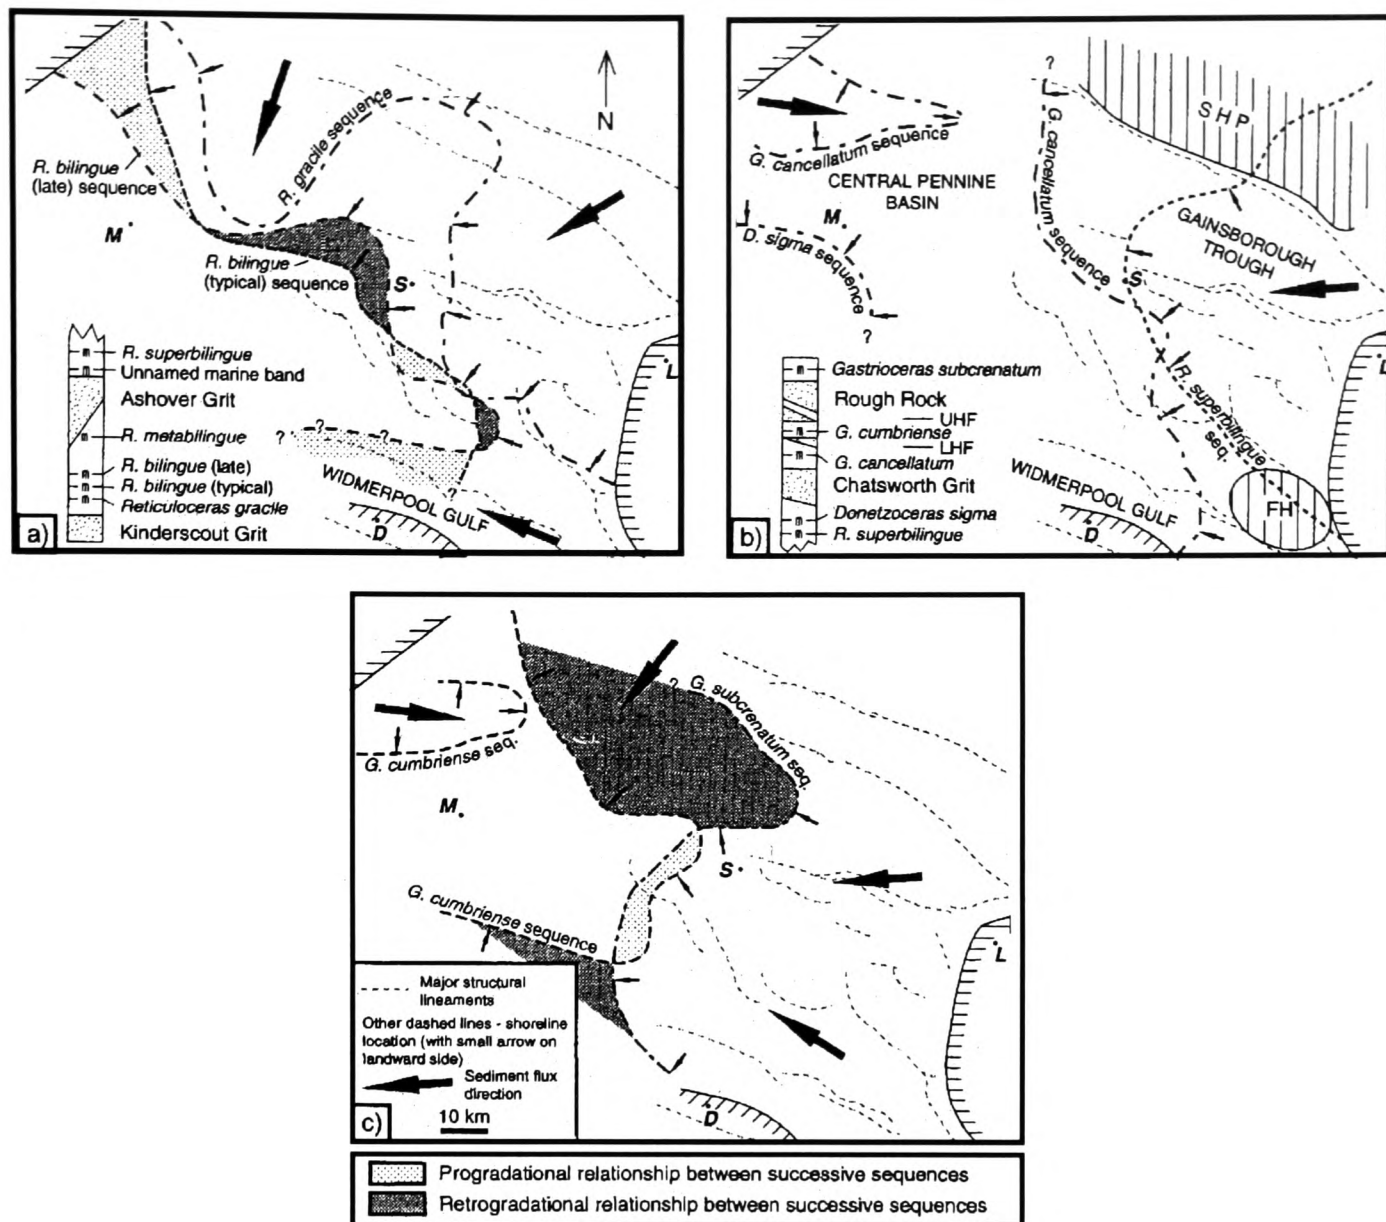 N
R. gracile sequence
R. bilingue
(late) sequence
M
R. bilingue
(typical) sequence
S
L
R. superbilingue
Unnamed marine band
Ashover Grit
R. metabilingue
R. bilingue (late)
R. bilingue (typical)
Reticuloceras gracile
Kinderscout Grit
m
m
m
m
m
m
?
?
?
?
WIDMERPOOL GULF
D
a)
?
SHP
G. cancellatum sequence
G. cancellatum sequence
CENTRAL PENNINE
BASIN
M
D. sigma sequence
?
GAINSBOROUGH
TROUGH
S
X
R. superbilingue
seq.
L
Gastrioceras subcrenatum
Rough Rock
UHF
G. cumbriense
LHF
G. cancellatum
Chatsworth Grit
Donetzoceras sigma
R. superbilingue
m
m
m
m
m
WIDMERPOOL GULF
FH
D
b)
?
G. subcrenatum seq.
G. cumbriense seq.
M
S
G. cumbriense sequence
L
Major structural
lineaments
Other dashed lines - shoreline
location (with small arrow on
landward side)
Sediment flux
direction
10 km
c)
D
Progradational relationship between successive sequences
Retrogradational relationship between successive sequences